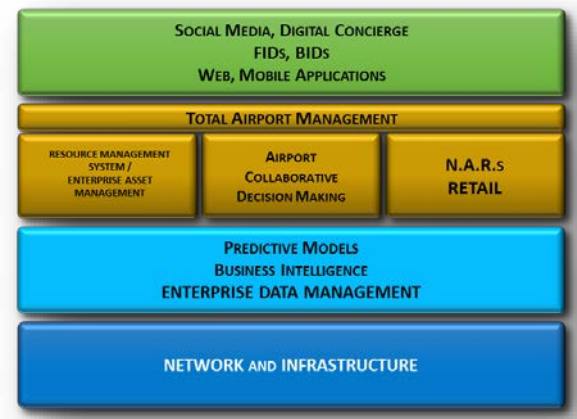 Social Media, Digital Concierge
FIDs, BIDs
Web, Mobile Applications
Total Airport Management
Resource Management
System /
Enterprise Asset
Management
Airport
Collaborative
Decision Making
N.A.R.s
RETAIL
Predictive Models
Business Intelligence
ENTERPRISE DATA MANAGEMENT
NETWORK AND INFRASTRUCTURE